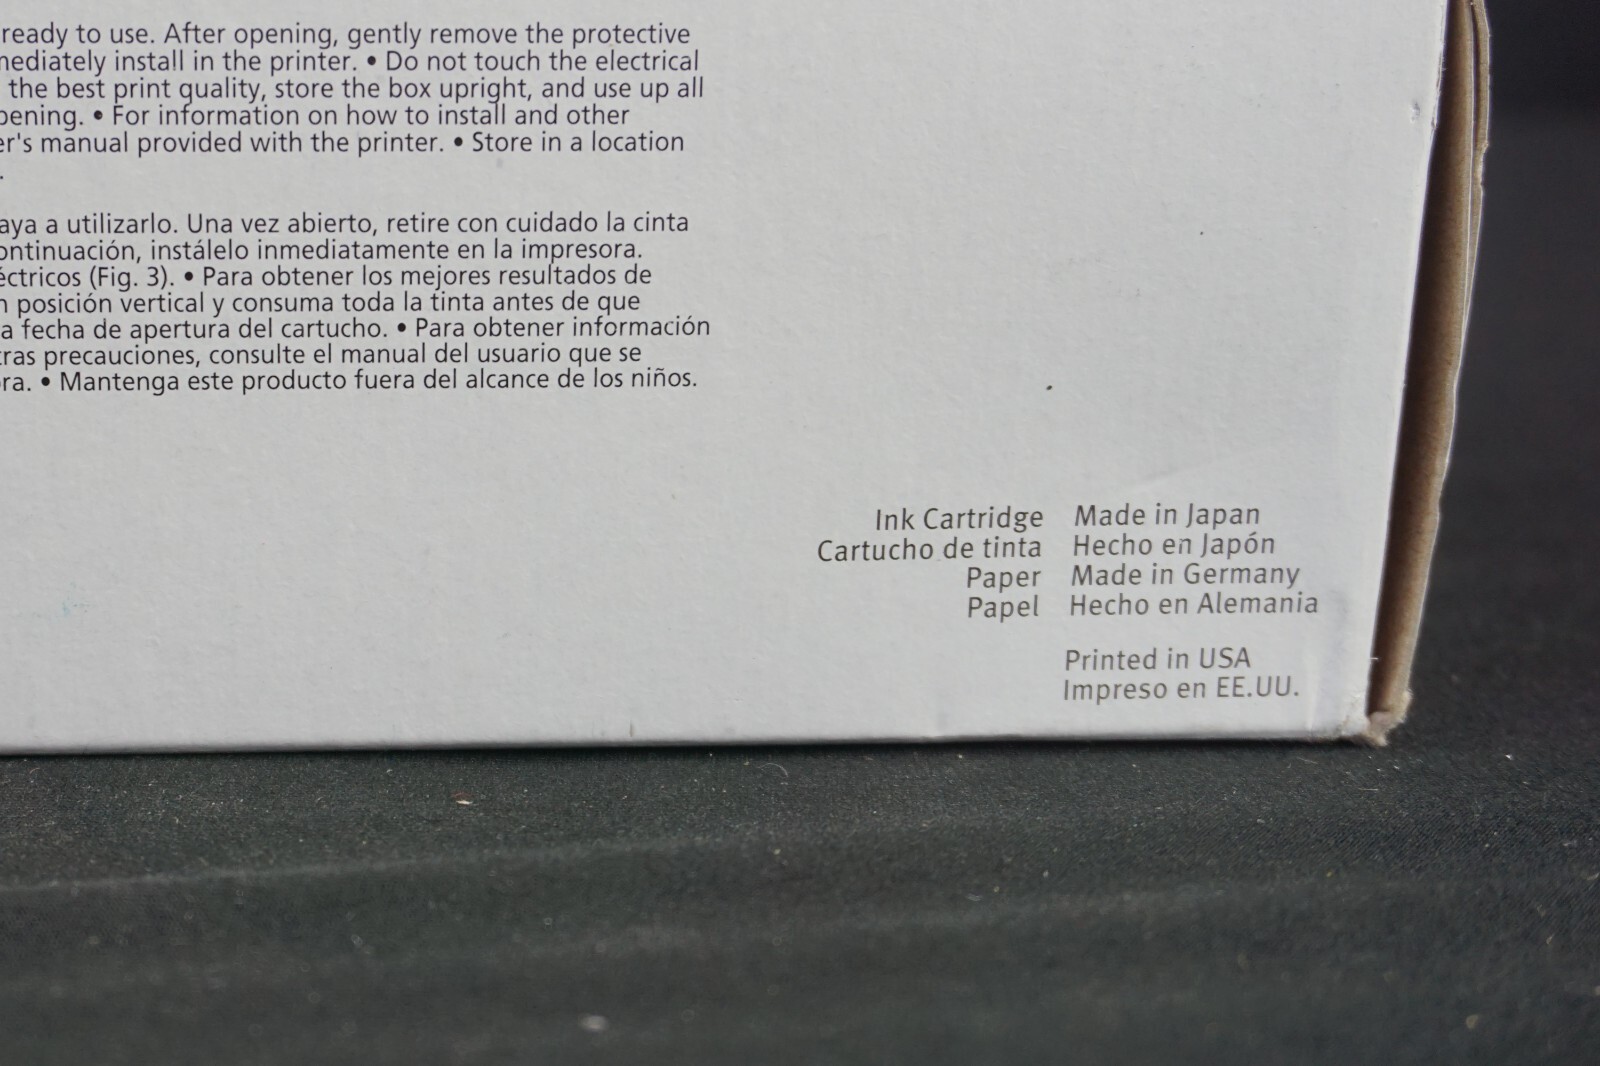 ready to use. After opening, gently remove the protective
mediately install in the printer. • Do not touch the electrical
the best print quality, store the box upright, and use up all
pening. • For information on how to install and other
er's manual provided with the printer. • Store in a location
.
aya a utilizarlo. Una vez abierto, retire con cuidado la cinta
ontinuación, instálelo inmediatamente en la impresora.
éctricos (Fig. 3). • Para obtener los mejores resultados de
n posición vertical y consuma toda la tinta antes de que
a fecha de apertura del cartucho. • Para obtener información
tras precauciones, consulte el manual del usuario que se
ora. • Mantenga este producto fuera del alcance de los niños.
Ink Cartridge Made in Japan
Cartucho de tinta Hecho en Japón
Paper Made in Germany
Papel Hecho en Alemania
Printed in USA
Impreso en EE.UU.